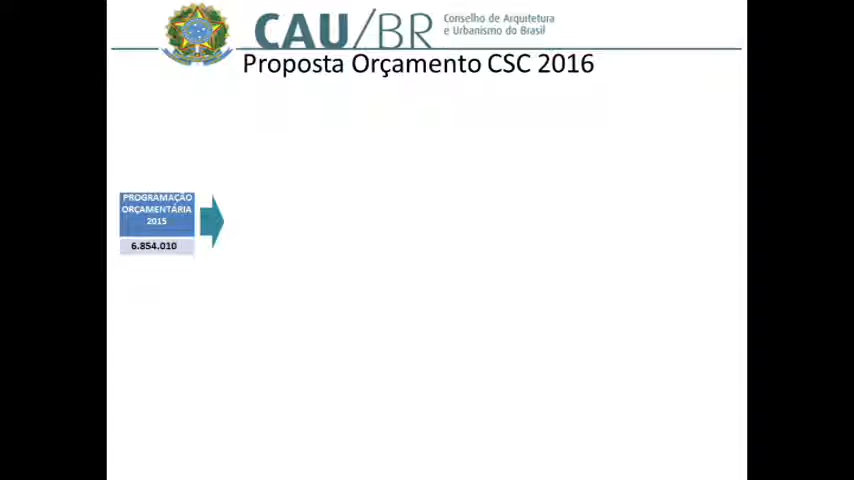 CAU/BR
Conselho de Arquitetura
e Urbanismo do Brasil
Proposta Orçamento CSC 2016
PROGRAMAÇÃO
ORÇAMENTÁRIA
2015
6.854.010